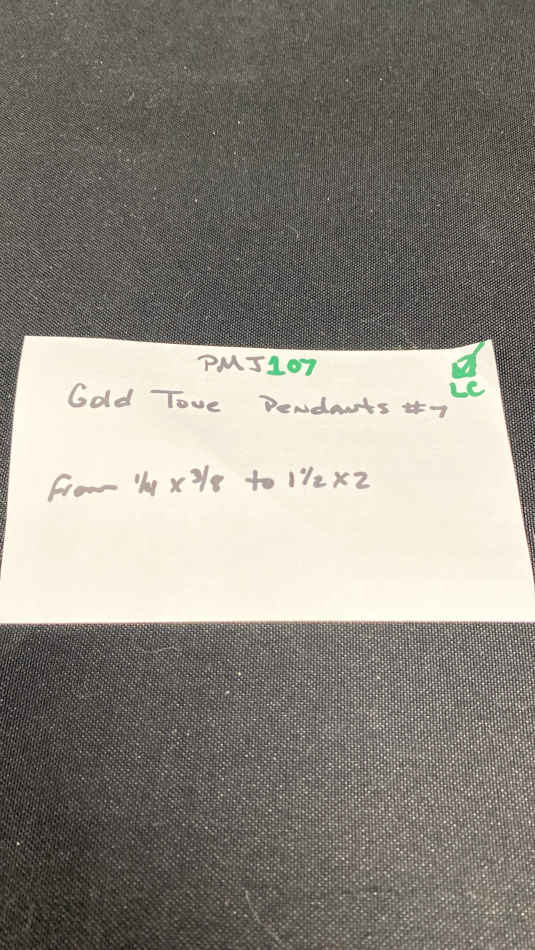 PMJ107
LC
Gold Tone Pendants #7
From 1/4 x 3/8 to 1 1/2 x 2